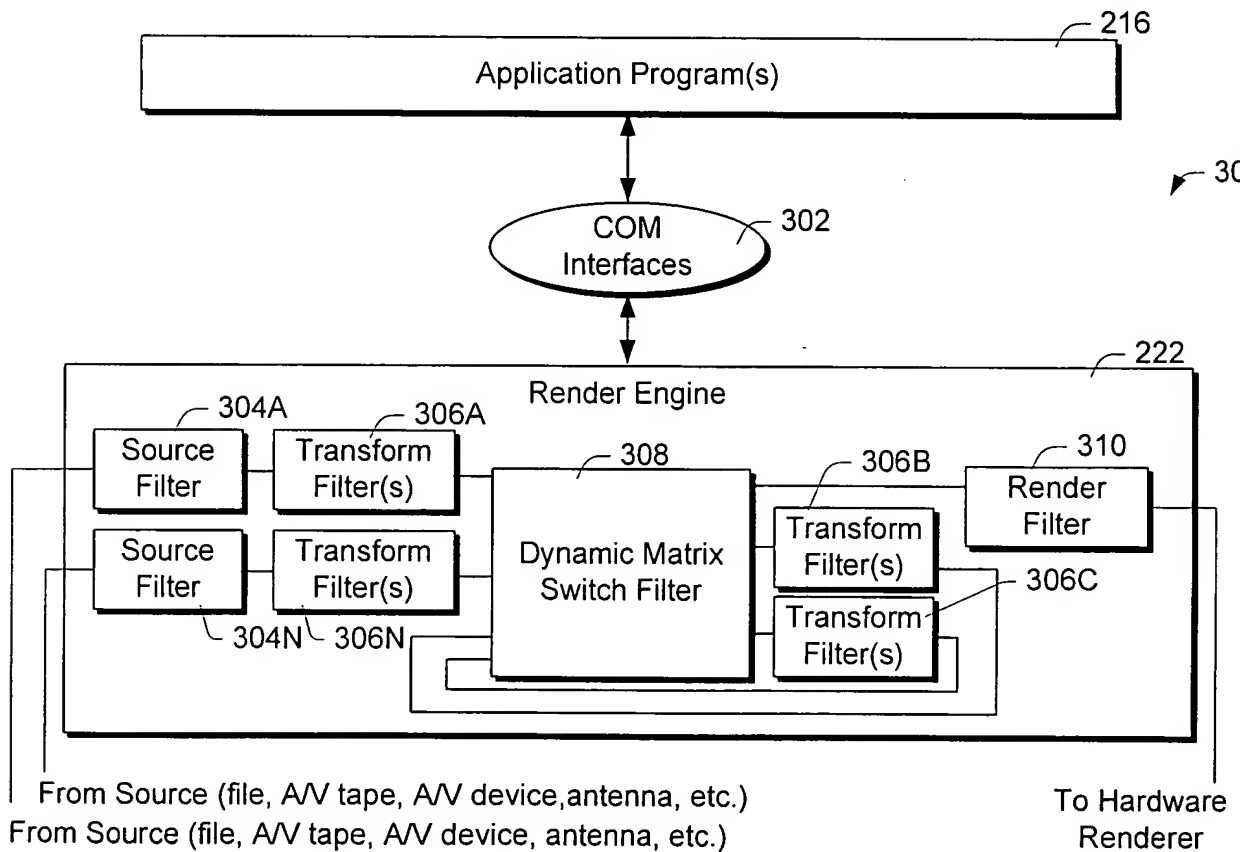 216
Application Program(s)
30
COM
Interfaces
302
222
Render Engine
304A
306A
308
306B
310
Source
Filter
Transform
Filter(s)
Render
Filter
Dynamic Matrix
Switch Filter
Transform
Filter(s)
Source
Filter
Transform
Filter(s)
306C
Transform
Filter(s)
304N
306N
From Source (file, A/V tape, A/V device,antenna, etc.)
From Source (file, A/V tape, A/V device, antenna, etc.)
To Hardware
Renderer